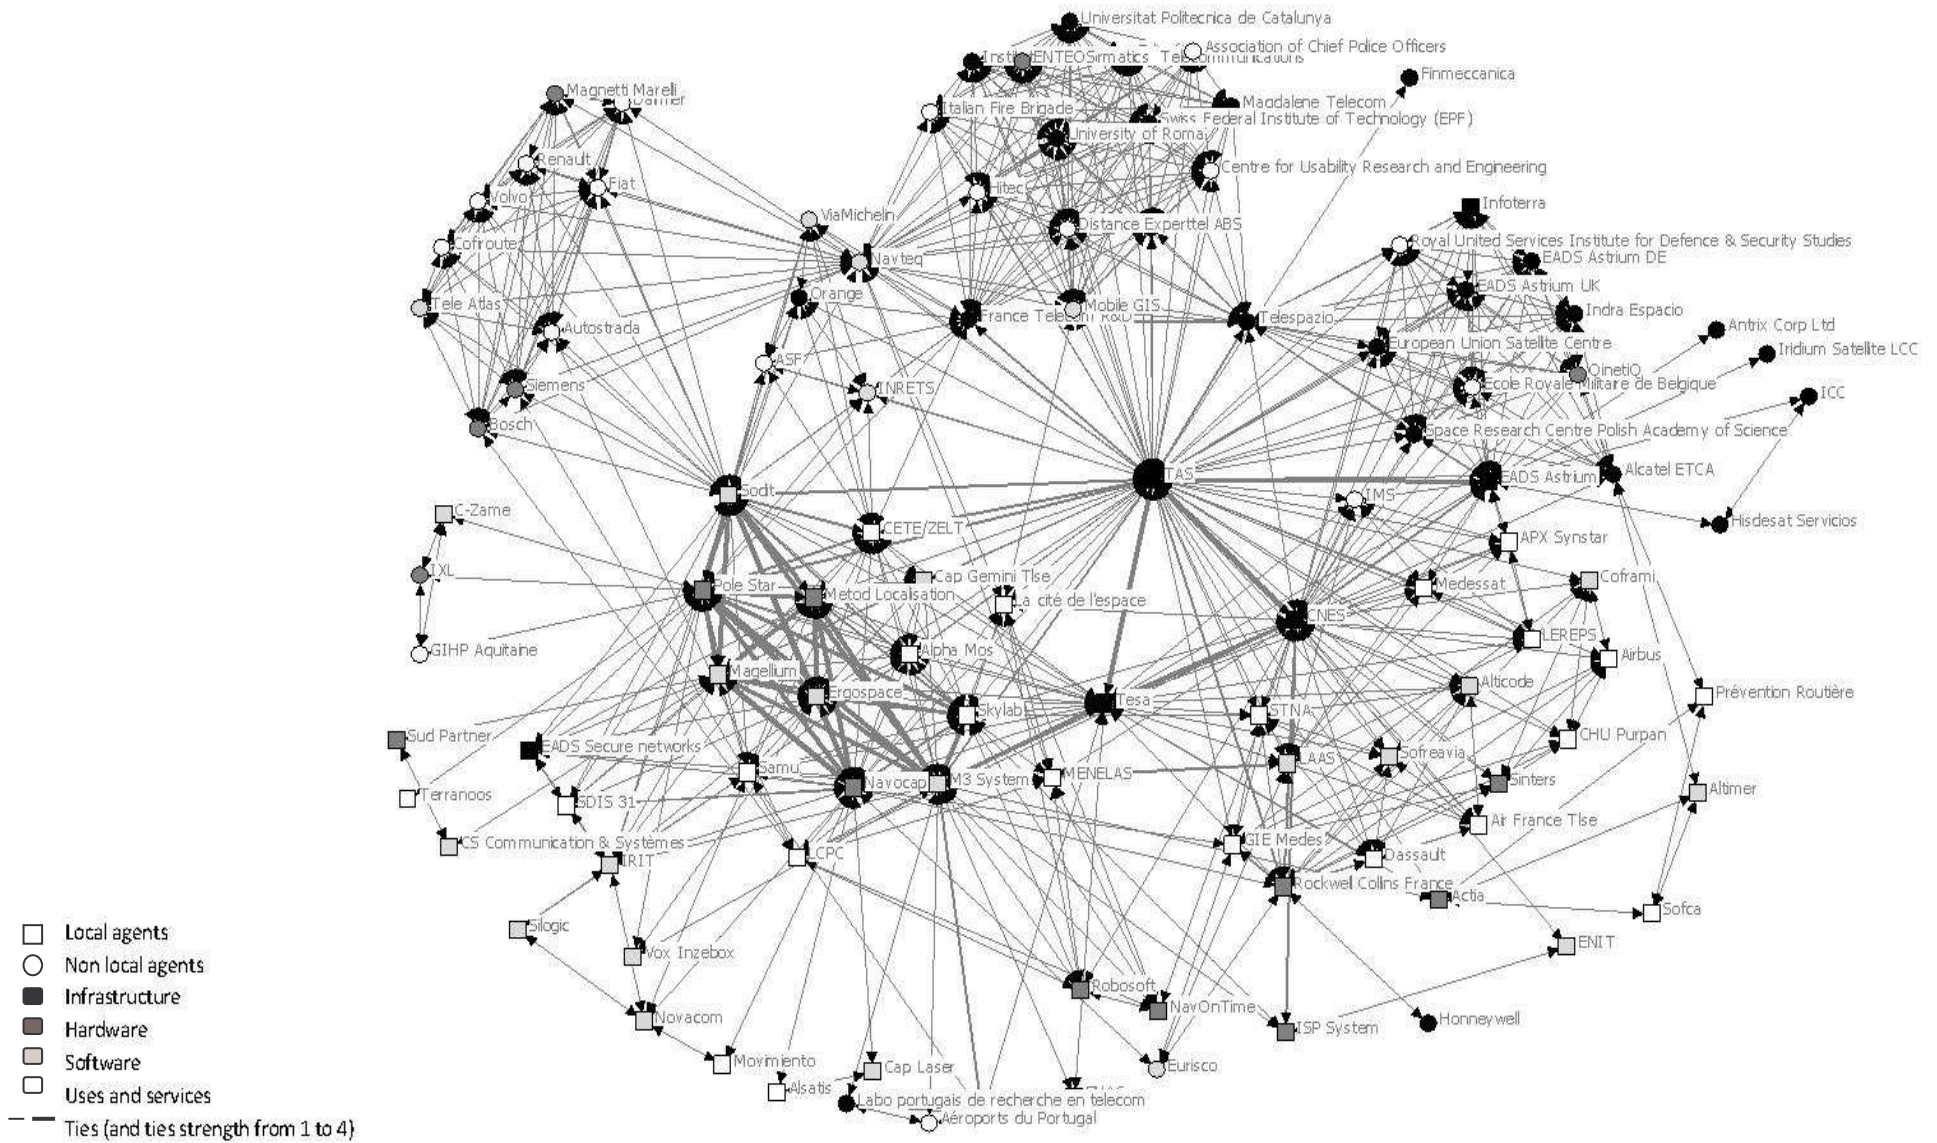 Universitat Politecnica de Catalunya
Association of Chief Police Officers
Finmeccanica
Magnetti Marelli
Italian Fire Brigade
Magdalene Telecom
Swiss Federal Institute of Technology (EPF)
University of Roma
Renault
Centre for Usability Research and Engineering
Fiat
Hitec
Volvo
Infoterra
ViaMichelin
Distance Experttel ABS
Cofroute
Royal United Services Institute for Defence & Security Studies
Navteq
EADS Astrium DE
EADS Astrium UK
Orange
Tele Atlas
Mobile GIS
Indra Espacio
France Telecom R&D
Telespazio
Autostrada
Antrix Corp Ltd
European Union Satellite Centre
Iridium Satellite LCC
ASF
QinetiQ
Siemens
INRETS
Ecole Royale Militaire de Belgique
ICC
Bosch
Space Research Centre Polish Academy of Science
TAS
EADS Astrium
Alcatel ETCA
Sodit
IMS
C-Zame
Hisdesat Servicios
CETE/ZELT
APX Synstar
IXL
Cap Gemini Tlse
Coframi
Pole Star
Metod Localisation
La cité de l'espace
Medessat
CNES
LEREPS
GIHP Aquitaine
Alpha Mos
Airbus
Magellium
Alticode
Ergospace
Prévention Routière
Tesa
Skylab
STNA
Sud Partner
CHU Purpan
EADS Secure networks
LAAS
Sofreavia
Samu
Navocap
M3 System
MENELAS
Sinters
Altimer
Terranoos
SDIS 31
Air France Tlse
CS Communication & Systèmes
GIE Medes
LCPC
Dassault
IRIT
Rockwell Collins France
Actia
Sofca
Silogic
Local agents
ENIT
Vox Inzebox
Non local agents
Robosoft
Infrastructure
NavOnTime
Novacom
ISP System
Honneywell
Hardware
Movimiento
Software
Cap Laser
Eurisco
Alsatis
Uses and services
Labo portugais de recherche en telecom
Aéroports du Portugal
Ties (and ties strength from 1 to 4)